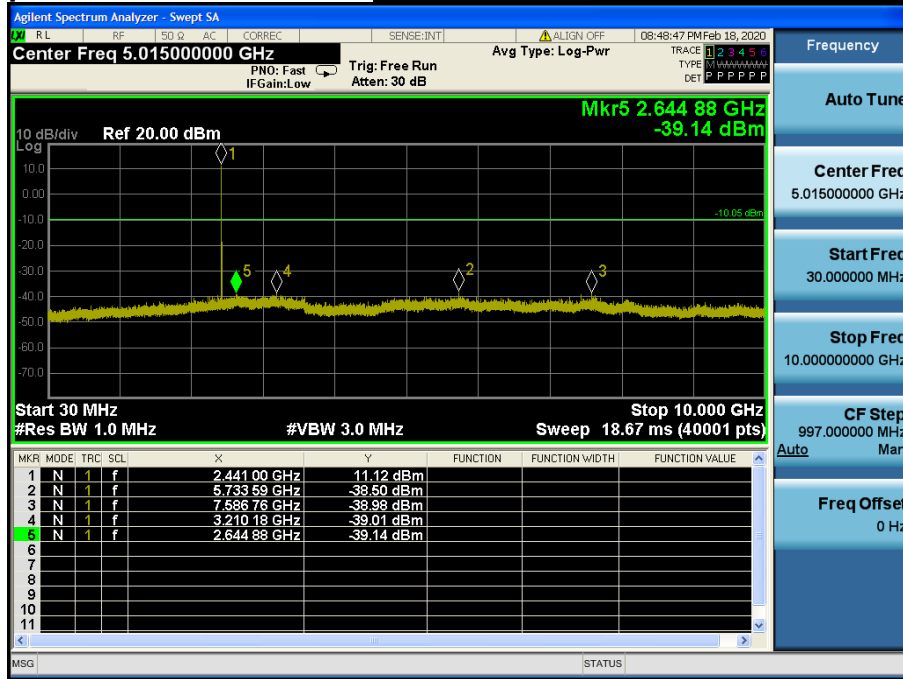 Agilent Spectrum Analyzer - Swept SA
LXI RL RF 50 Ω AC CORREC SENSE:INT ALIGN OFF 08:48:47 PM Feb 18, 2020
Center Freq 5.015000000 GHz Avg Type: Log-Pwr TRACE 1 2 3 4 5 6
PNO: Fast Trig: Free Run TYPE M WWWWW
IFGain:Low Atten: 30 dB DET P P P P P P
Mkr5 2.644 88 GHz
10 dB/div Ref 20.00 dBm -39.14 dBm
Log
1
10.0
0.00
-10.0 -10.05 dBm
-20.0
-30.0 5 4 2 3
-40.0
-50.0
-60.0
-70.0
Start 30 MHz Stop 10.000 GHz
#Res BW 1.0 MHz #VBW 3.0 MHz Sweep 18.67 ms (40001 pts)
MKR MODE TRC SCL X Y FUNCTION FUNCTION WIDTH FUNCTION VALUE
1 N 1 f 2.441 00 GHz 11.12 dBm
2 N 1 f 5.733 59 GHz -38.50 dBm
3 N 1 f 7.586 76 GHz -38.98 dBm
4 N 1 f 3.210 18 GHz -39.01 dBm
5 N 1 f 2.644 88 GHz -39.14 dBm
6
7
8
9
10
11
MSG STATUS
Frequency
Auto Tune
Center Freq
5.015000000 GHz
Start Freq
30.000000 MHz
Stop Freq
10.000000000 GHz
CF Step
997.000000 MHz
Auto Man
Freq Offset
0 Hz